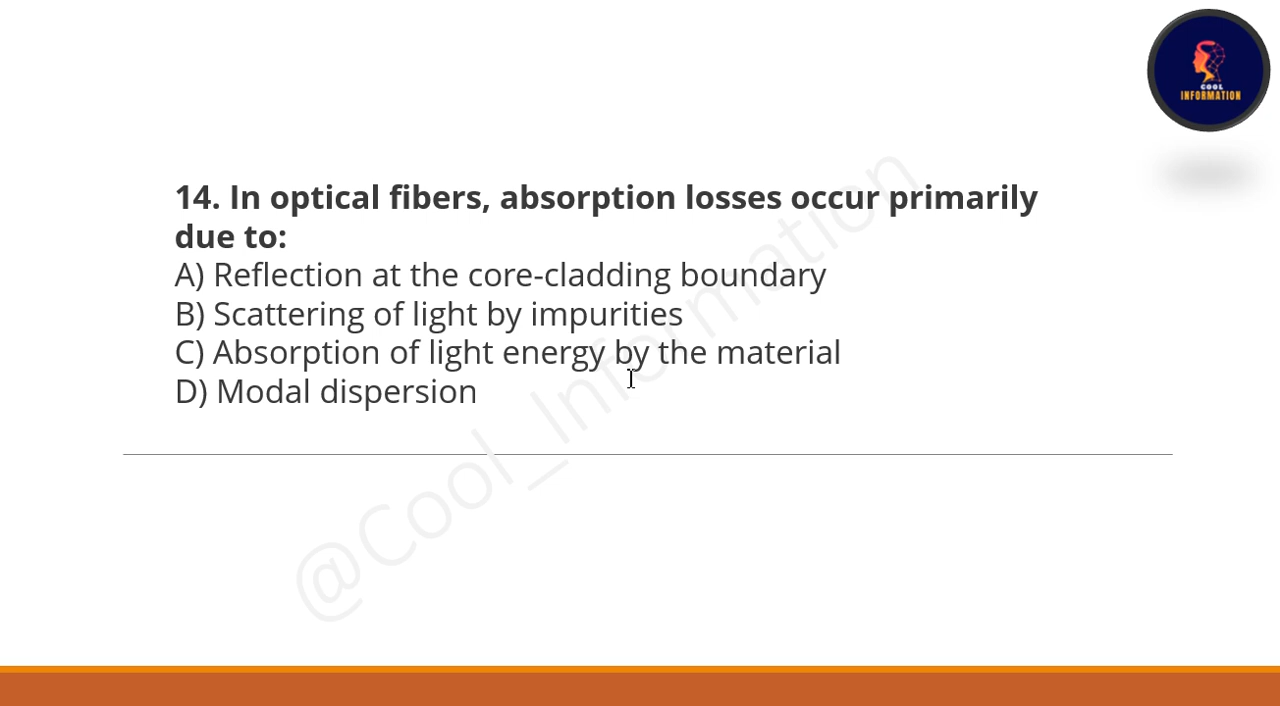 COOL
INFORMATION
14. In optical fibers, absorption losses occur primarily
due to:
A) Reflection at the core-cladding boundary
B) Scattering of light by impurities
C) Absorption of light energy by the material
D) Modal dispersion
@Cool_Information